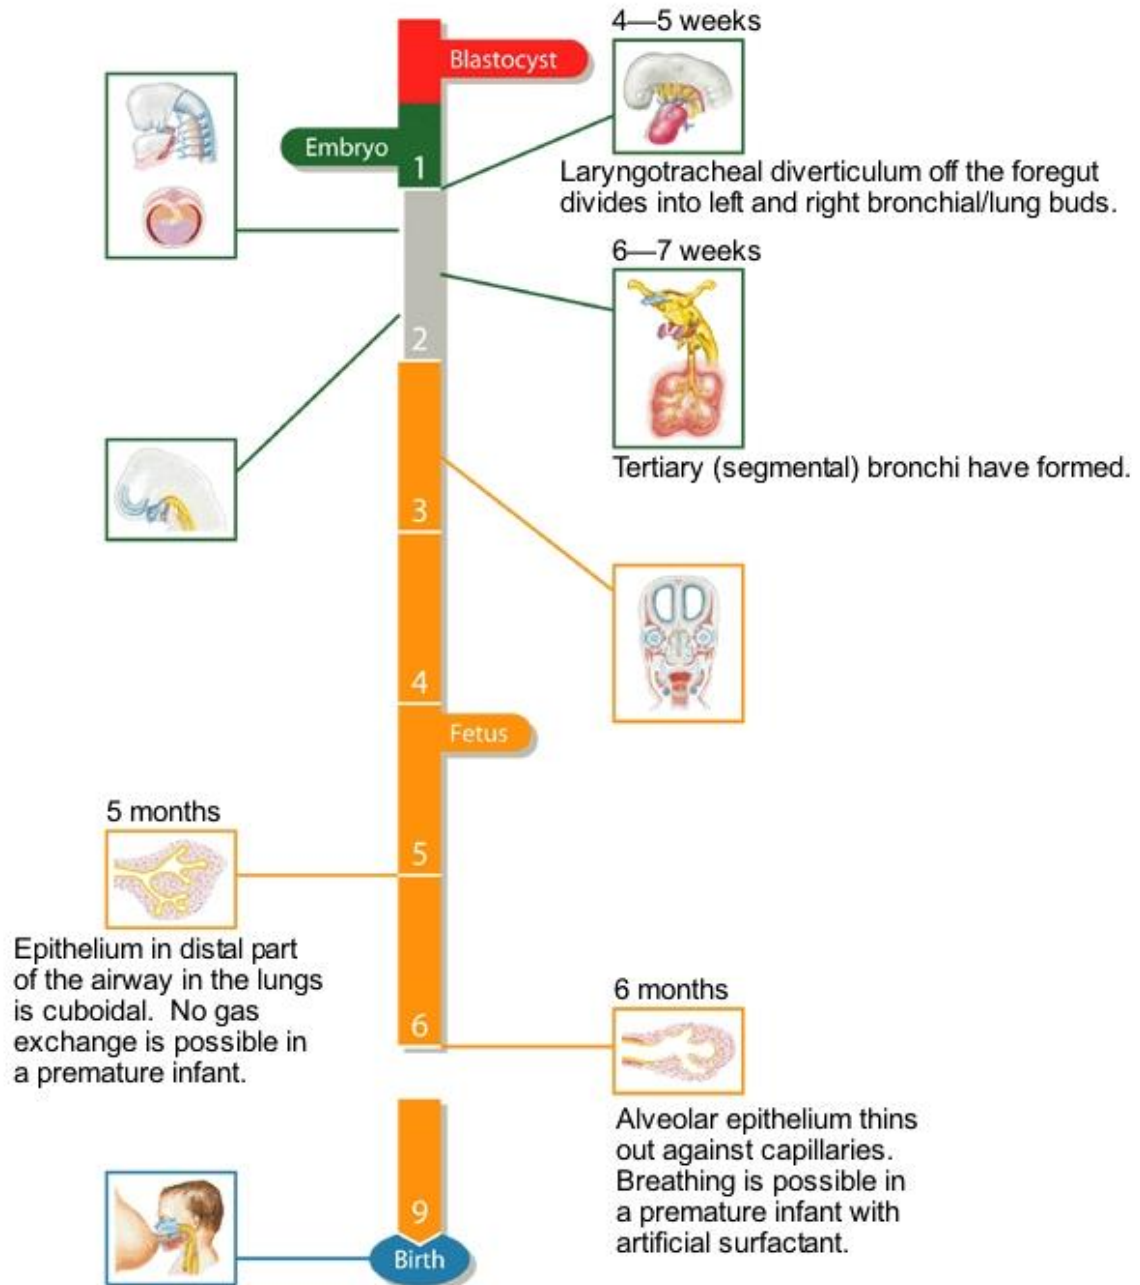 4—5 weeks
Blastocyst
Embryo
1
Laryngotracheal diverticulum off the foregut
divides into left and right bronchial/lung buds.
6—7 weeks
2
Tertiary (segmental) bronchi have formed.
3
4
Fetus
5 months
5
Epithelium in distal part
of the airway in the lungs
is cuboidal. No gas
exchange is possible in
a premature infant.
6 months
6
Alveolar epithelium thins
out against capillaries.
Breathing is possible in
a premature infant with
artificial surfactant.
9
Birth